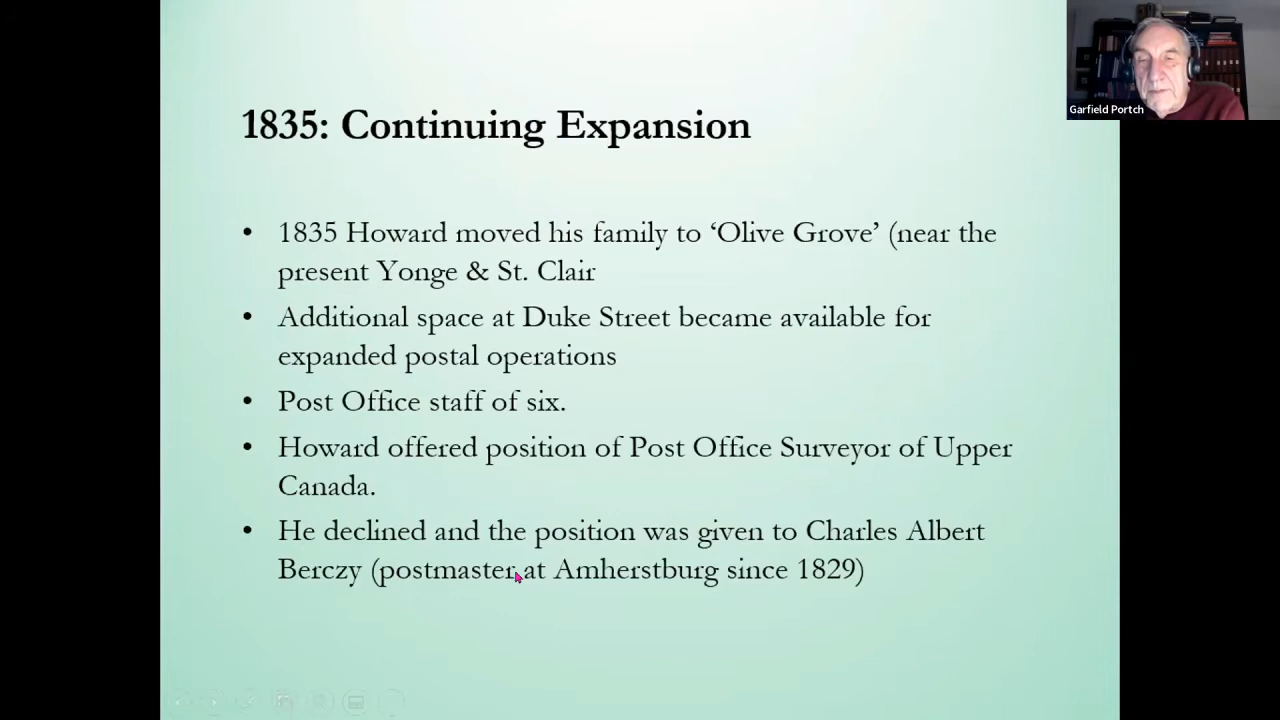 Garfield Portch
1835: Continuing Expansion
• 1835 Howard moved his family to ‘Olive Grove’ (near the
present Yonge & St. Clair
• Additional space at Duke Street became available for
expanded postal operations
• Post Office staff of six.
• Howard offered position of Post Office Surveyor of Upper
Canada.
• He declined and the position was given to Charles Albert
Berczy (postmaster at Amherstburg since 1829)